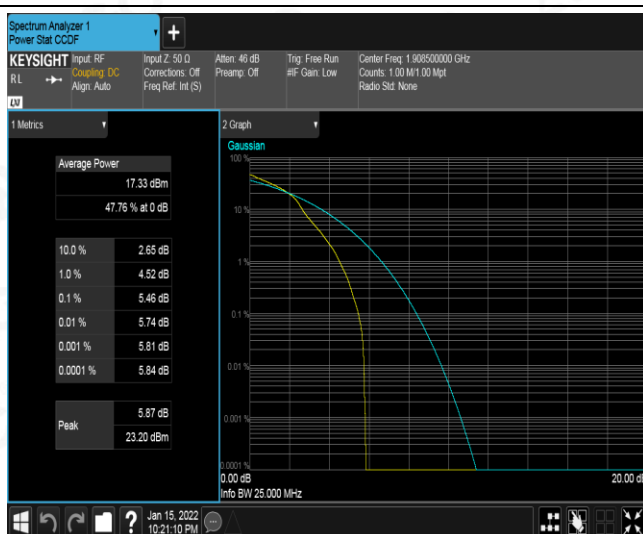 Spectrum Analyzer 1
Power Stat CCDF
+
KEYSIGHT
RL
LXI
Input: RF
Coupling: DC
Align: Auto
Input Z: 50 Ω
Corrections: Off
Freq Ref: Int (S)
Atten: 46 dB
Preamp: Off
Trig: Free Run
#IF Gain: Low
Center Freq: 1.908500000 GHz
Counts: 1.00 M/1.00 Mpt
Radio Std: None
1 Metrics
Average Power
17.33 dBm
47.76 % at 0 dB
10.0 % 2.65 dB
1.0 % 4.52 dB
0.1 % 5.46 dB
0.01 % 5.74 dB
0.001 % 5.81 dB
0.0001 % 5.84 dB
Peak
5.87 dB
23.20 dBm
2 Graph
Gaussian
100 %
10 %
1 %
0.1 %
0.01 %
0.001 %
0.0001 %
0.00 dB
20.00 d
Info BW 25.000 MHz
?
Jan 15, 2022
10:21:10 PM